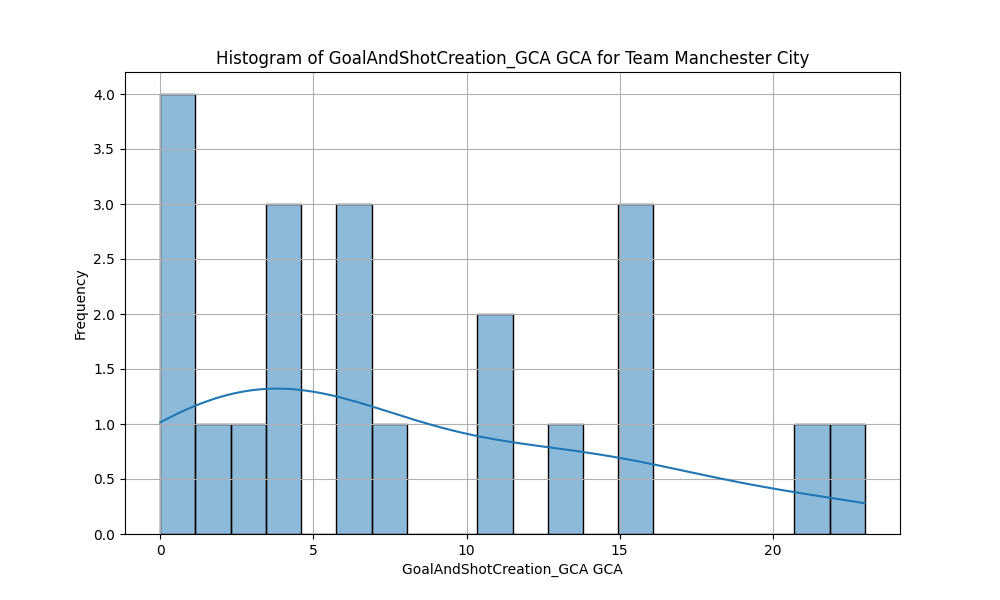 Histogram of GoalAndShotCreation_GCA GCA for Team Manchester City
4.0
3.5
3.0
2.5
2.0
1.5
1.0
0.5
0.0
Frequency
0 5 10 15 20
GoalAndShotCreation_GCA GCA